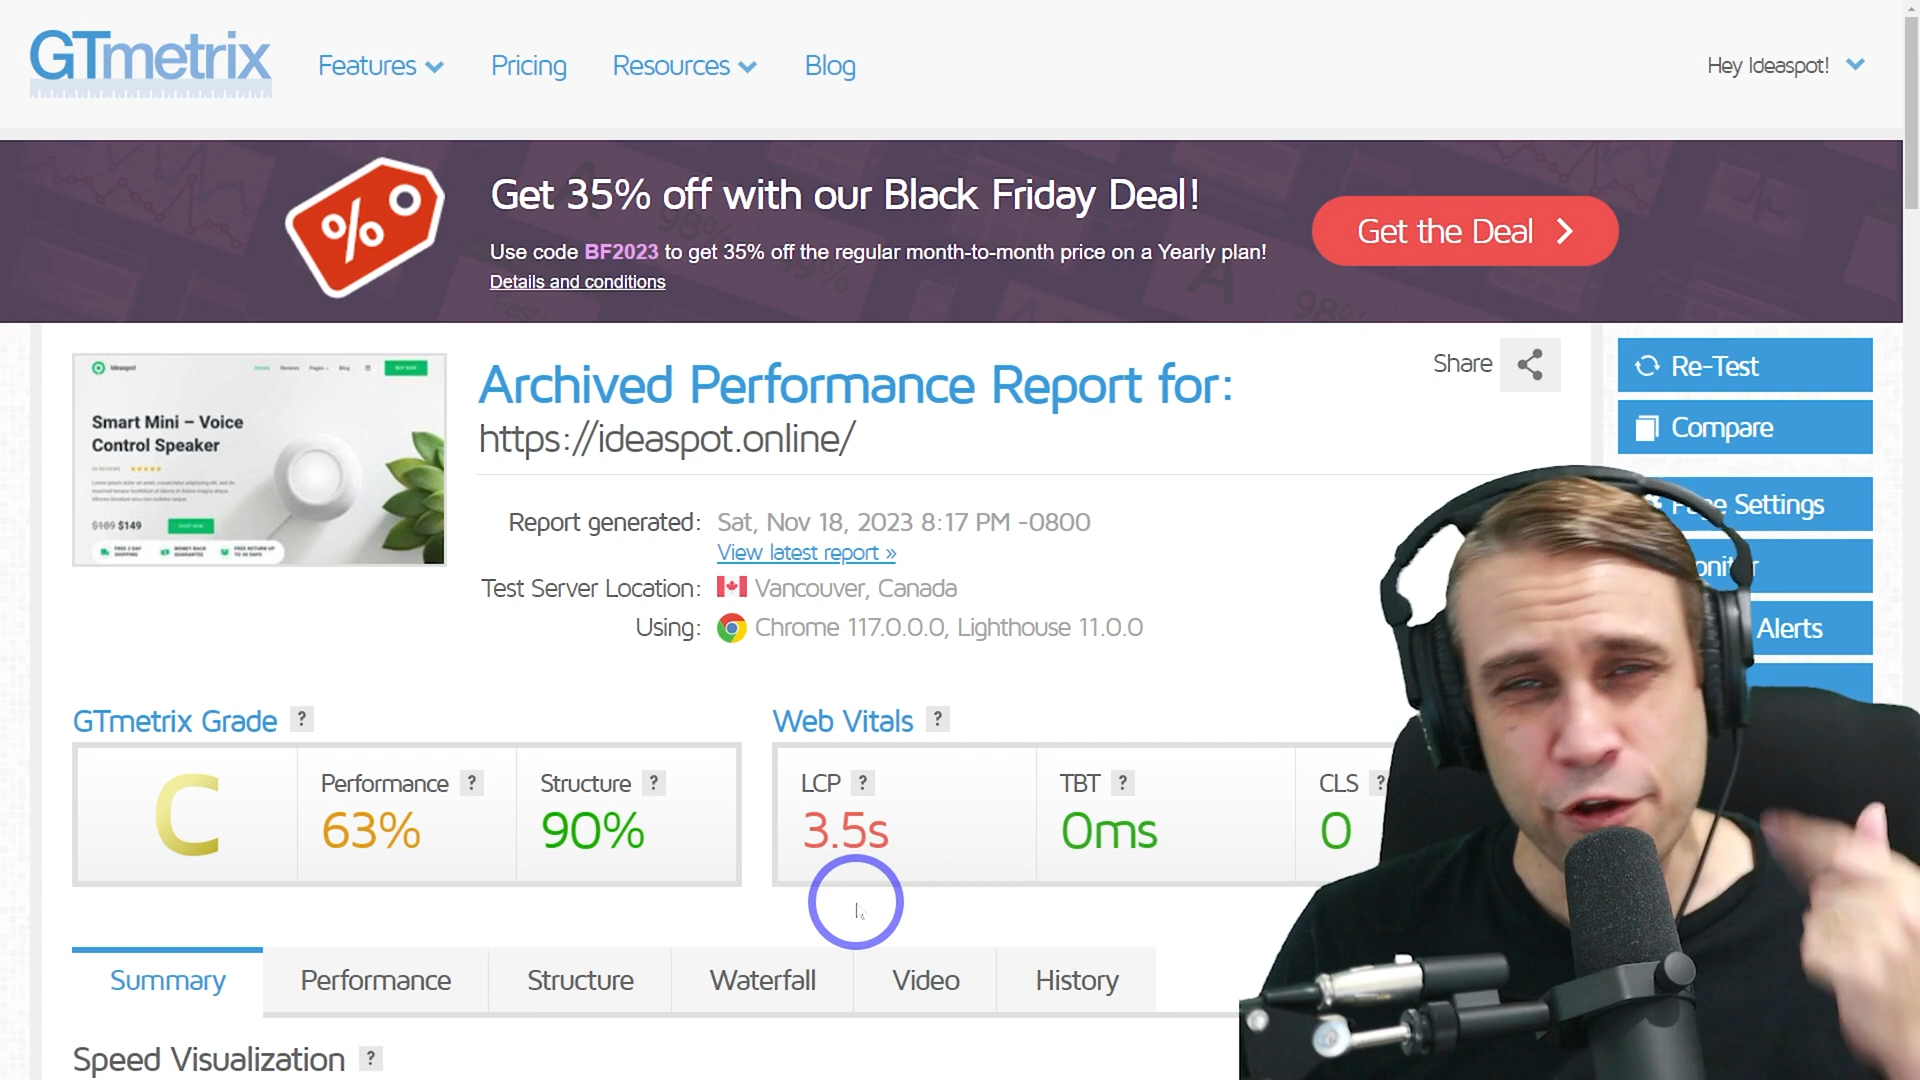 GTmetrix
Features
Pricing
Resources
Blog
Hey Ideaspot!
%
Get 35% off with our Black Friday Deal!
Use code BF2023 to get 35% off the regular month-to-month price on a Yearly plan!
Details and conditions
Get the Deal
Ideaspot
Smart Mini – Voice
Control Speaker
$189 $149
Archived Performance Report for:
https://ideaspot.online/
Share
Re-Test
Compare
Page Settings
Alerts
Report generated: Sat, Nov 18, 2023 8:17 PM -0800
View latest report »
Test Server Location: Vancouver, Canada
Using: Chrome 117.0.0.0, Lighthouse 11.0.0
GTmetrix Grade ?
C
Performance ?
63%
Structure ?
90%
Web Vitals ?
LCP ?
3.5s
TBT ?
0ms
CLS ?
0
Summary
Performance
Structure
Waterfall
Video
History
Speed Visualization ?